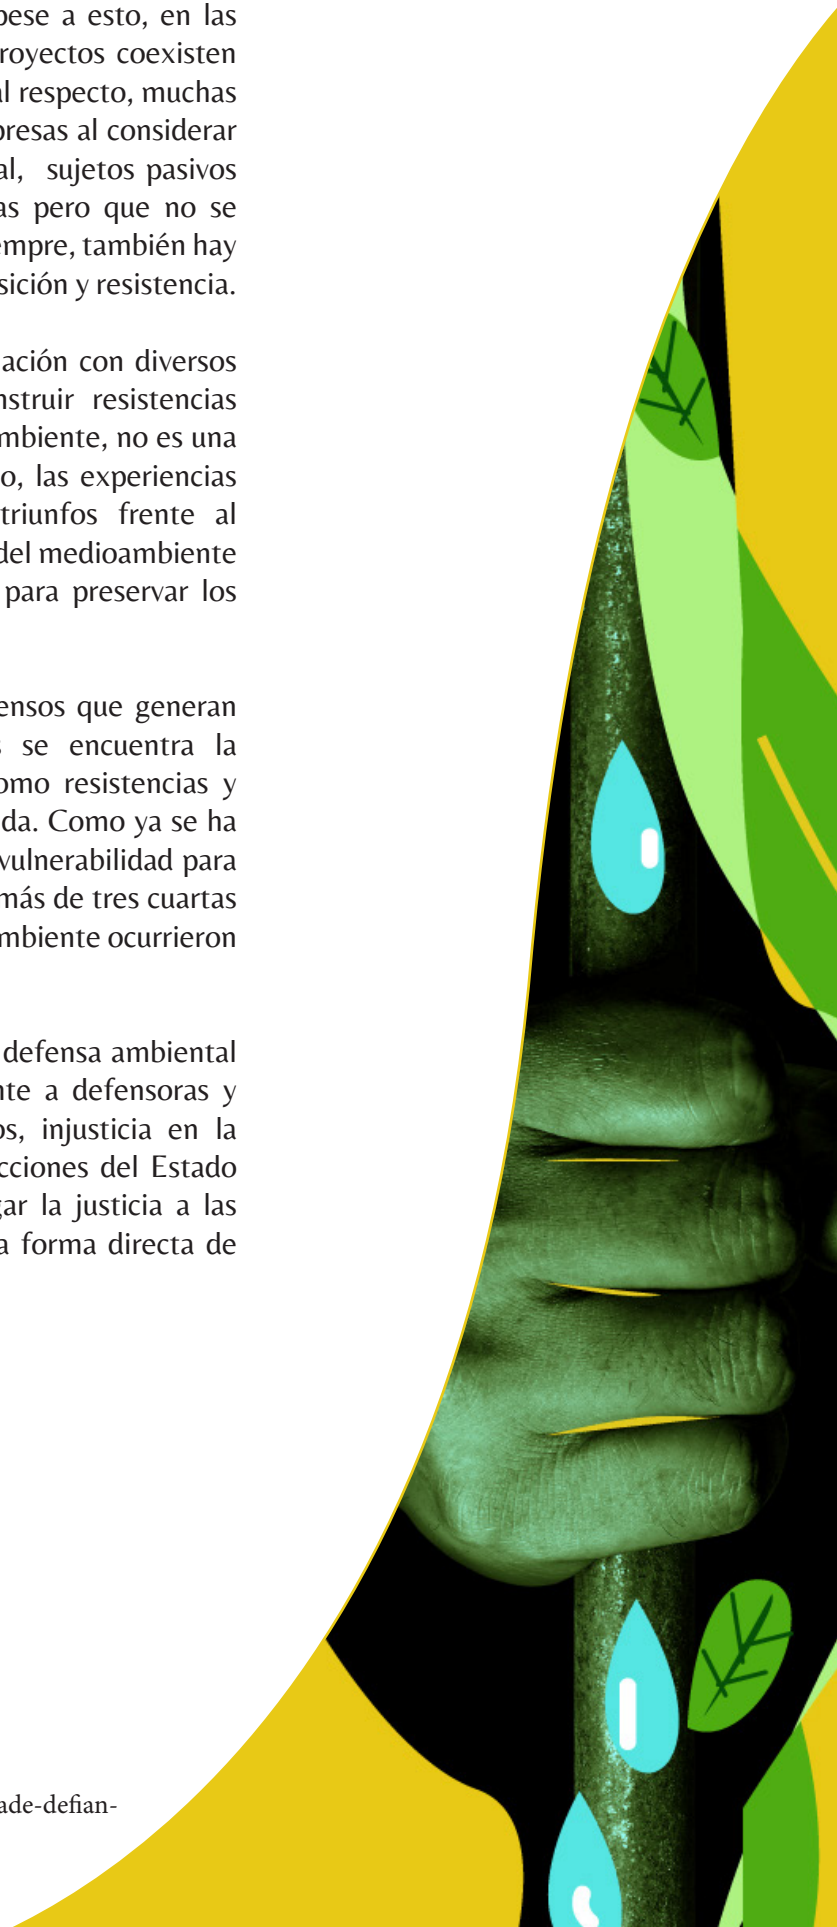 pese a esto, en las
royectos coexisten
al respecto, muchas
presas al considerar
al, sujetos pasivos
as pero que no se
empre, también hay
sición y resistencia.
ación con diversos
nstruir resistencias
mbiente, no es una
o, las experiencias
triunfos frente al
del medioambiente
para preservar los
ensos que generan
s se encuentra la
omo resistencias y
da. Como ya se ha
vulnerabilidad para
más de tres cuartas
mbiente ocurrieron
defensa ambiental
nte a defensoras y
os, injusticia en la
cciones del Estado
gar la justicia a las
a forma directa de
ade-defian-